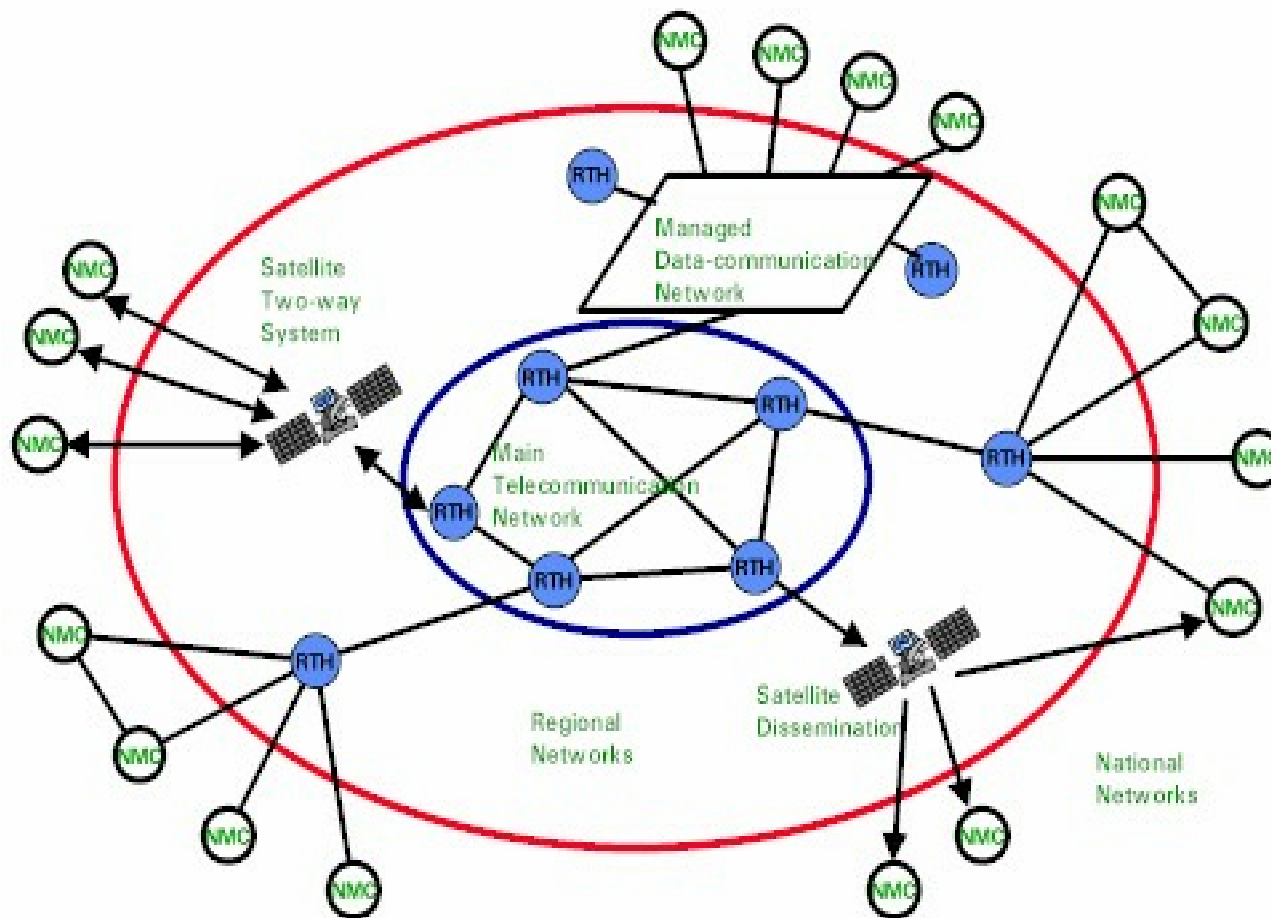 NMC
NMC
NMC
NMC
RTH
NMC
Managed
Data-communication
Network
RTH
NMC
Satellite
Two-way
System
NMC
NMC
NMC
RTH
RTH
NMC
Main
Telecommunication
Network
RTH
NMC
RTH
RTH
RTH
NMC
NMC
RTH
Satellite
Dissemination
Regional
Networks
NMC
National
Networks
NMC
NMC
NMC
NMC